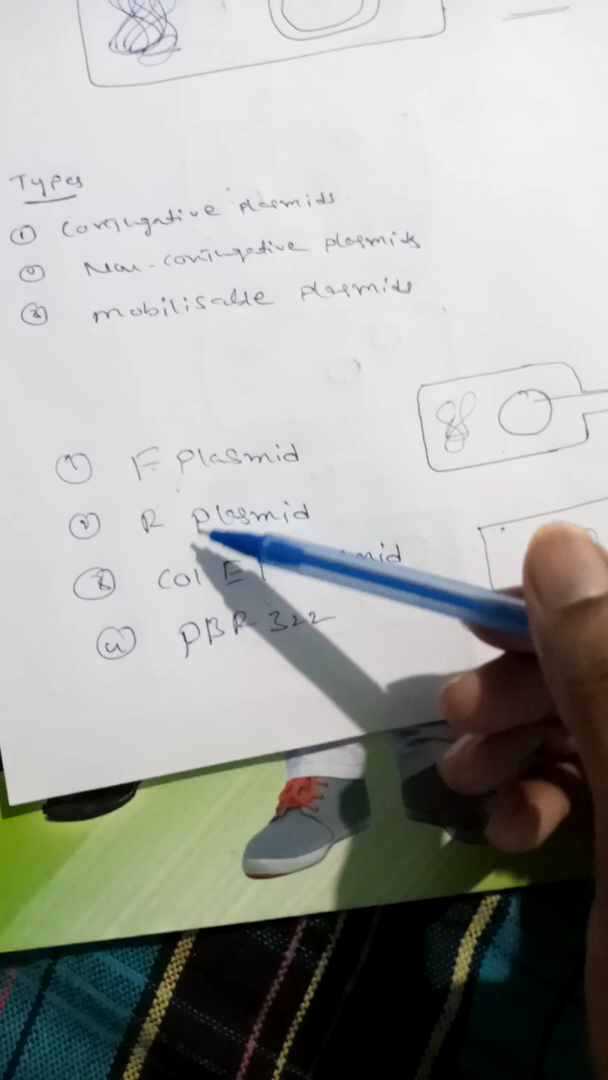 Types
① Conjugative plasmids
② Non-conjugative plasmids
③ mobilisable plasmids
① F plasmid
② R plasmid
③ Col E1
④ PBR 322